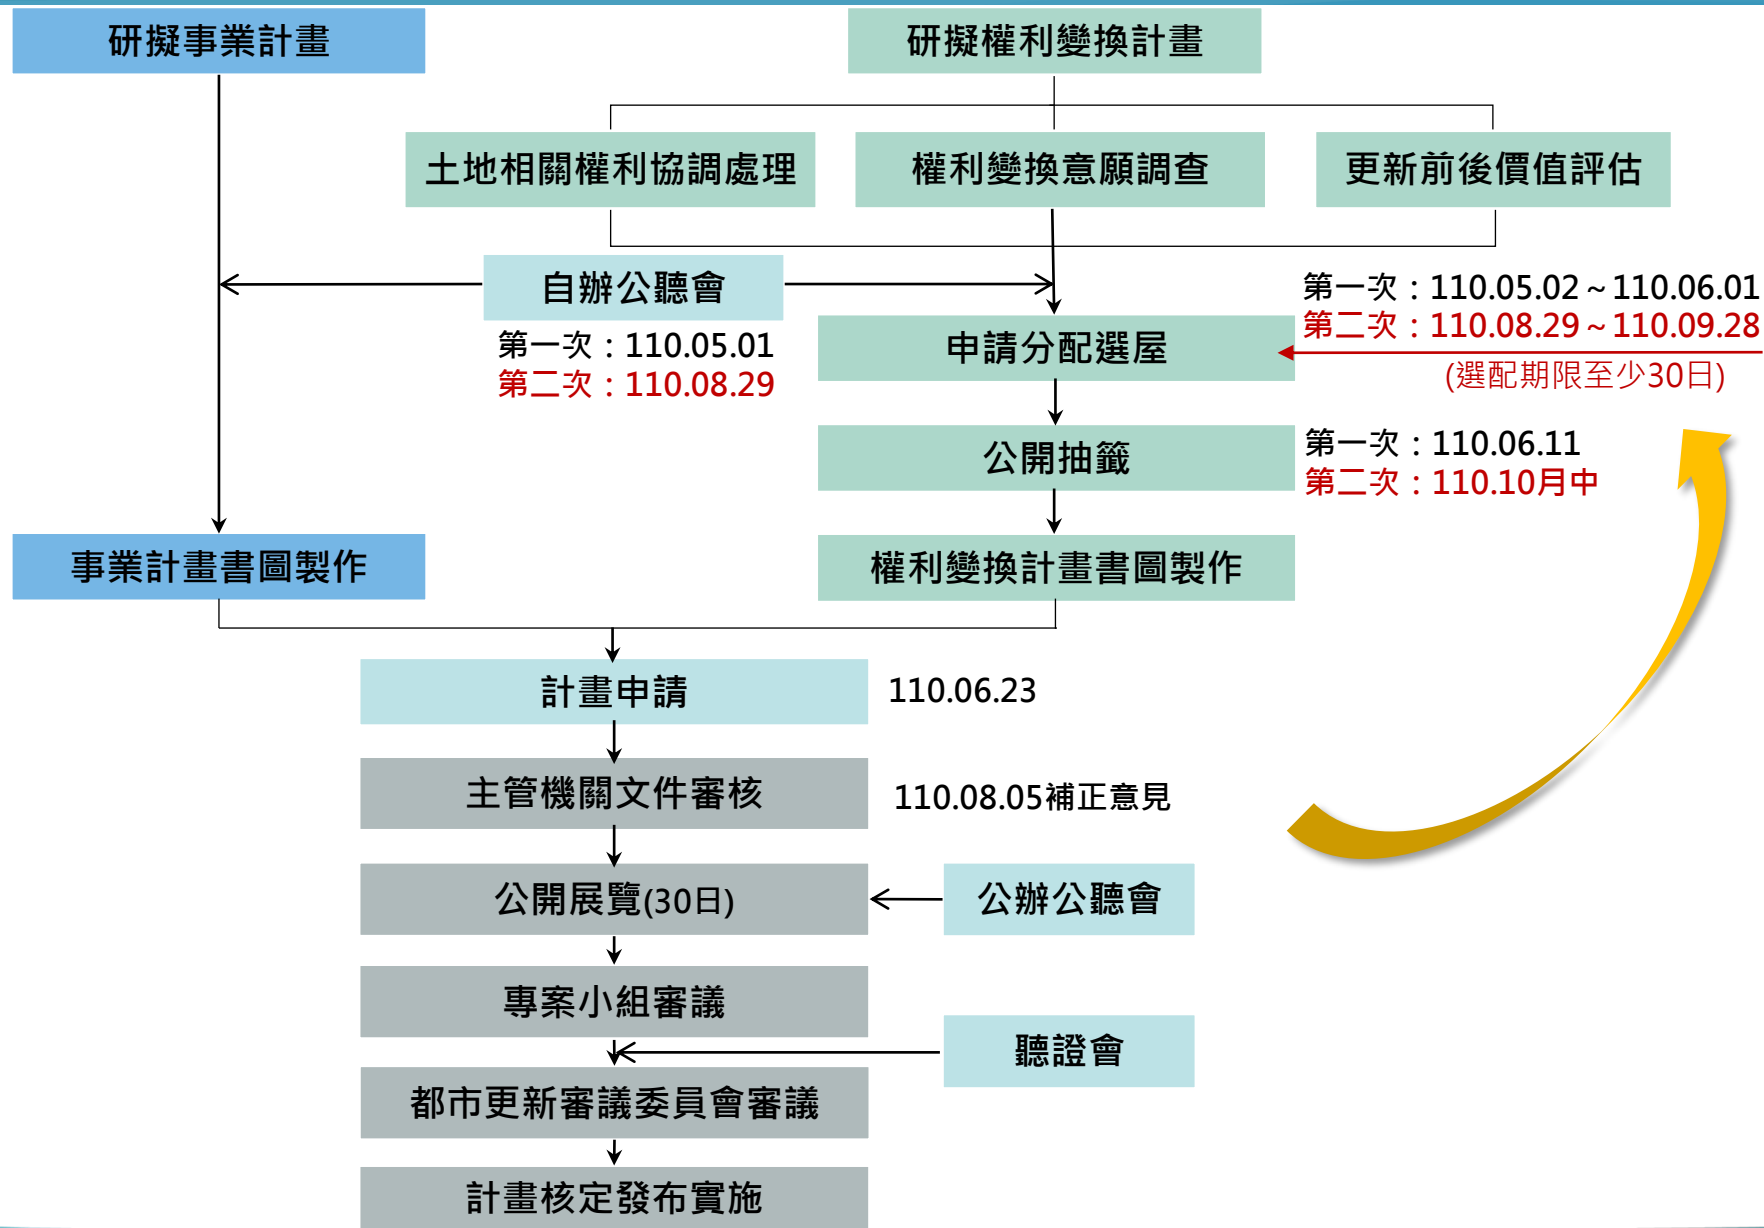 研擬事業計畫
研擬權利變換計畫
土地相關權利協調處理
權利變換意願調查
更新前後價值評估
自辦公聽會
第一次：110.05.01
第二次：110.08.29
第一次：110.05.02～110.06.01
第二次：110.08.29～110.09.28
(選配期限至少30日)
申請分配選屋
公開抽籤
第一次：110.06.11
第二次：110.10月中
事業計畫書圖製作
權利變換計畫書圖製作
計畫申請
110.06.23
主管機關文件審核
110.08.05補正意見
公開展覽(30日)
公辦公聽會
專案小組審議
聽證會
都市更新審議委員會審議
計畫核定發布實施